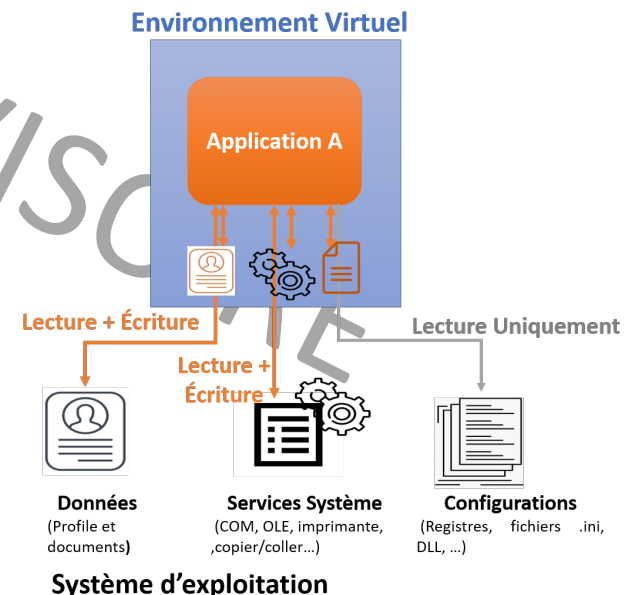 Environnement Virtuel
Application A
Lecture + Écriture
Lecture Uniquement
Lecture +
Écriture
Données
(Profile et
documents)
Services Système
(COM, OLE, imprimante,
,copier/coller...)
Configurations
(Registres, fichiers .ini,
DLL, ...)
Système d'exploitation